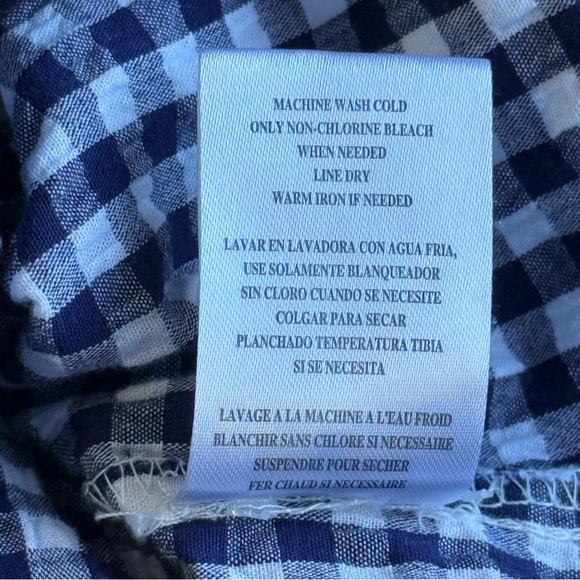 MACHINE WASH COLD
ONLY NON-CHLORINE BLEACH
WHEN NEEDED
LINE DRY
WARM IRON IF NEEDED
LAVAR EN LAVADORA CON AGUA FRIA,
USE SOLAMENTE BLANQUEADOR
SIN CLORO CUANDO SE NECESITE
COLGAR PARA SECAR
PLANCHADO TEMPERATURA TIBIA
SI SE NECESITA
LAVAGE A LA MACHINE A L'EAU FROID
BLANCHIR SANS CHLORE SI NECESSAIRE
SUSPENDRE POUR SECHER
FER CHAUD SI NECESSAIRE